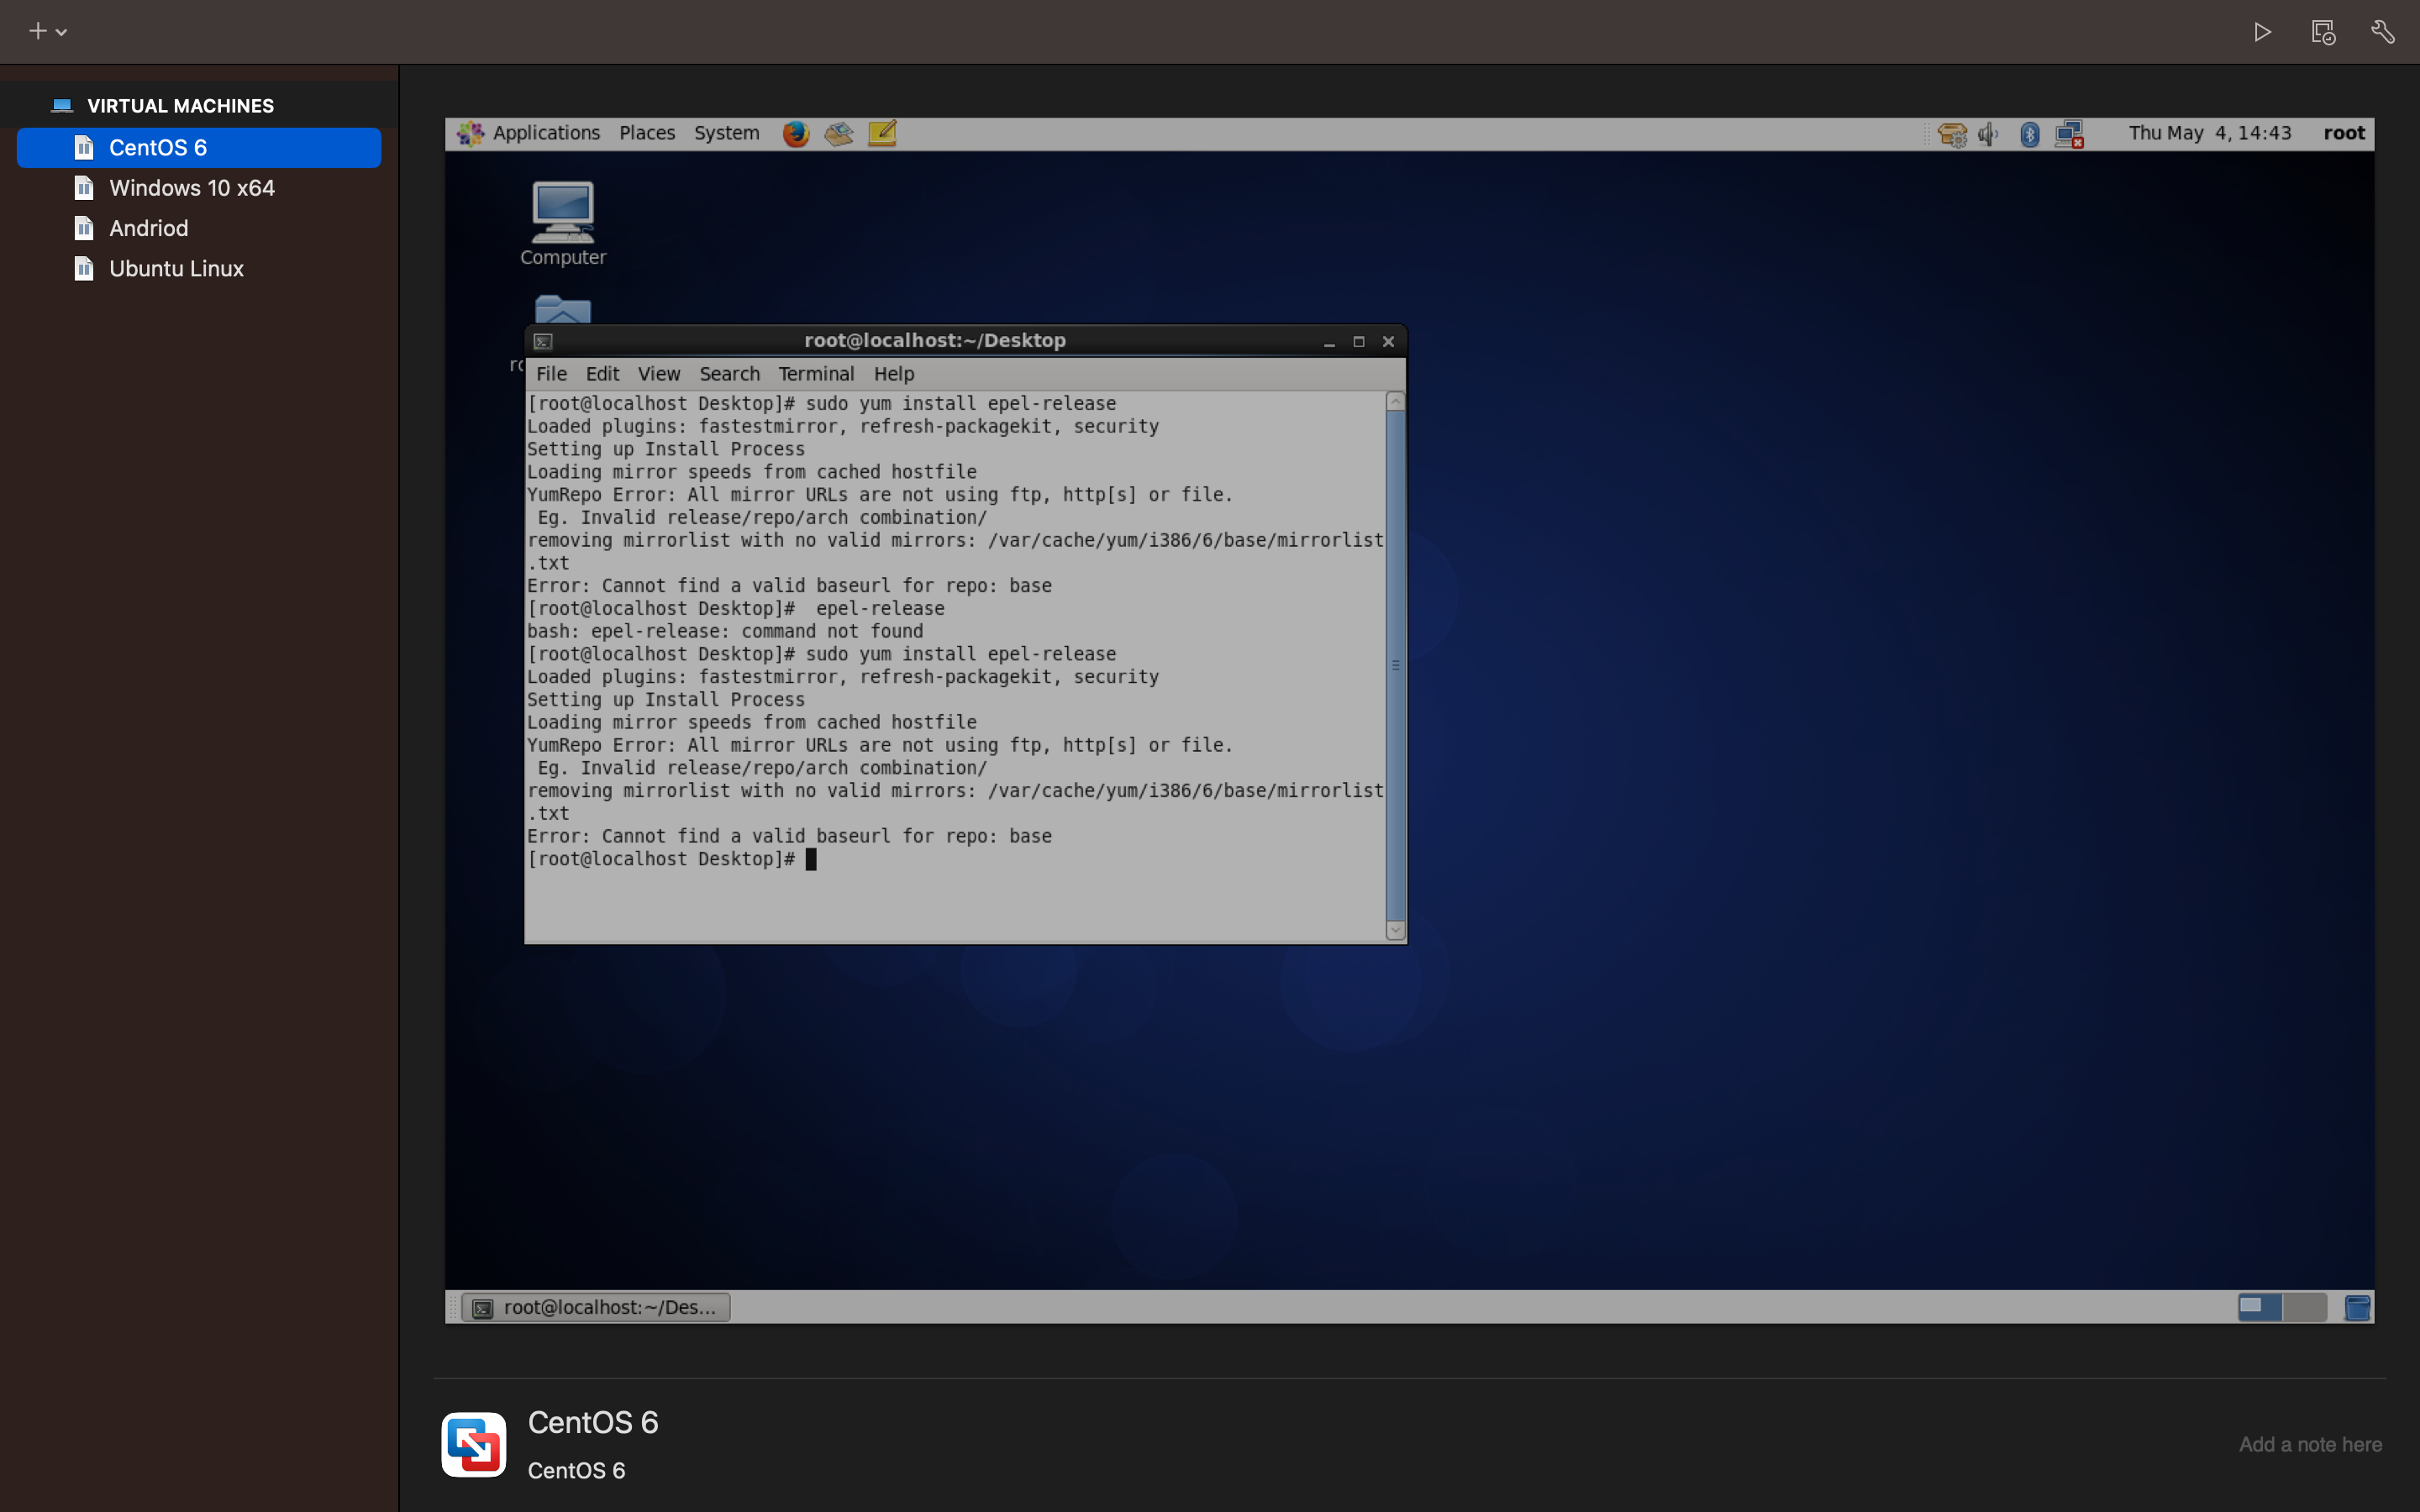 VIRTUAL MACHINES
CentOS 6
Windows 10 x64
Andriod
Ubuntu Linux
Applications Places System Thu May 4, 14:43 root
Computer
root@localhost:~/Desktop
File Edit View Search Terminal Help
[root@localhost Desktop]# sudo yum install epel-release
Loaded plugins: fastestmirror, refresh-packagekit, security
Setting up Install Process
Loading mirror speeds from cached hostfile
YumRepo Error: All mirror URLs are not using ftp, http[s] or file.
 Eg. Invalid release/repo/arch combination/
removing mirrorlist with no valid mirrors: /var/cache/yum/i386/6/base/mirrorlist
.txt
Error: Cannot find a valid baseurl for repo: base
[root@localhost Desktop]#  epel-release
bash: epel-release: command not found
[root@localhost Desktop]# sudo yum install epel-release
Loaded plugins: fastestmirror, refresh-packagekit, security
Setting up Install Process
Loading mirror speeds from cached hostfile
YumRepo Error: All mirror URLs are not using ftp, http[s] or file.
 Eg. Invalid release/repo/arch combination/
removing mirrorlist with no valid mirrors: /var/cache/yum/i386/6/base/mirrorlist
.txt
Error: Cannot find a valid baseurl for repo: base
[root@localhost Desktop]#
root@localhost:~/Des...
CentOS 6
CentOS 6
Add a note here